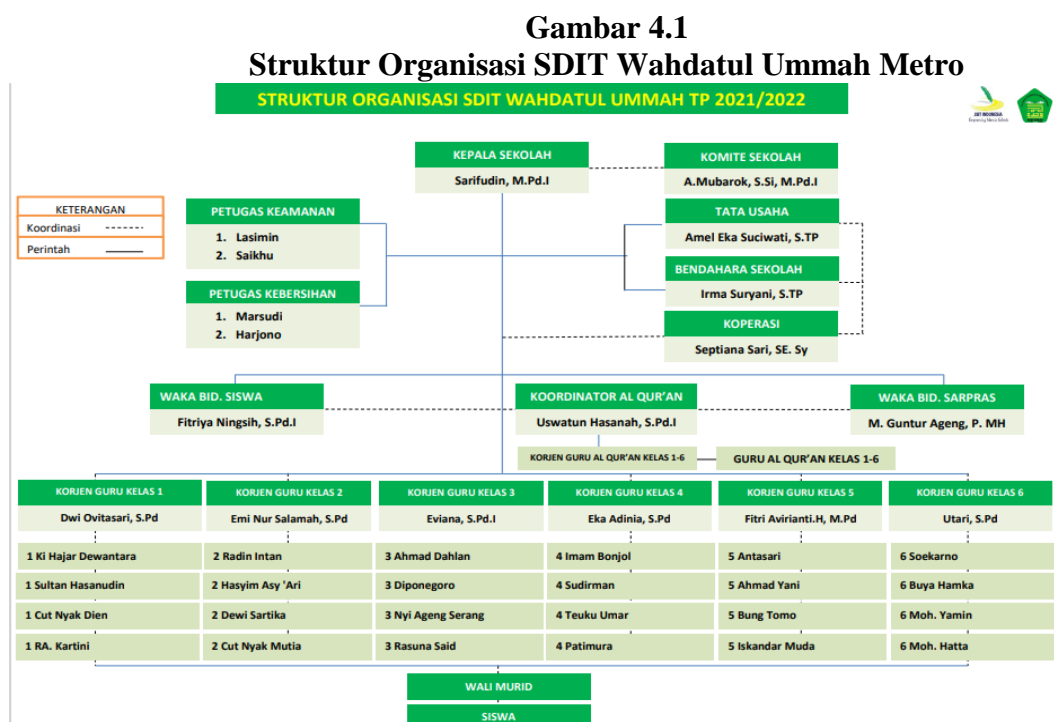 Gambar 4.1
Struktur Organisasi SDIT Wahdatul Ummah Metro
STRUKTUR ORGANISASI SDIT WAHDATUL UMMAH TP 2021/2022
JSIT INDONESIA
KEPALA SEKOLAH
Sarifudin, M.Pd.I
KOMITE SEKOLAH
A.Mubarok, S.Si, M.Pd.I
KETERANGAN
Koordinasi
Perintah
PETUGAS KEAMANAN
1. Lasimin
2. Saikhu
TATA USAHA
Amel Eka Suciwati, S.TP
BENDAHARA SEKOLAH
Irma Suryani, S.TP
PETUGAS KEBERSIHAN
1. Marsudi
2. Harjono
KOPERASI
Septiana Sari, SE. Sy
WAKA BID. SISWA
Fitriya Ningsih, S.Pd.I
KOORDINATOR AL QUR'AN
Uswatun Hasanah, S.Pd.I
WAKA BID. SARPRAS
M. Guntur Ageng, P. MH
KORJEN GURU AL QUR'AN KELAS 1-6
GURU AL QUR'AN KELAS 1-6
KORJEN GURU KELAS 1
Dwi Ovitasari, S.Pd
1 Ki Hajar Dewantara
1 Sultan Hasanudin
1 Cut Nyak Dien
1 RA. Kartini
KORJEN GURU KELAS 2
Emi Nur Salamah, S.Pd
2 Radin Intan
2 Hasyim Asy 'Ari
2 Dewi Sartika
2 Cut Nyak Mutia
KORJEN GURU KELAS 3
Eviana, S.Pd.I
3 Ahmad Dahlan
3 Diponegoro
3 Nyi Ageng Serang
3 Rasuna Said
KORJEN GURU KELAS 4
Eka Adinia, S.Pd
4 Imam Bonjol
4 Sudirman
4 Teuku Umar
4 Patimura
KORJEN GURU KELAS 5
Fitri Avirianti.H, M.Pd
5 Antasari
5 Ahmad Yani
5 Bung Tomo
5 Iskandar Muda
KORJEN GURU KELAS 6
Utari, S.Pd
6 Soekarno
6 Buya Hamka
6 Moh. Yamin
6 Moh. Hatta
WALI MURID
SISWA